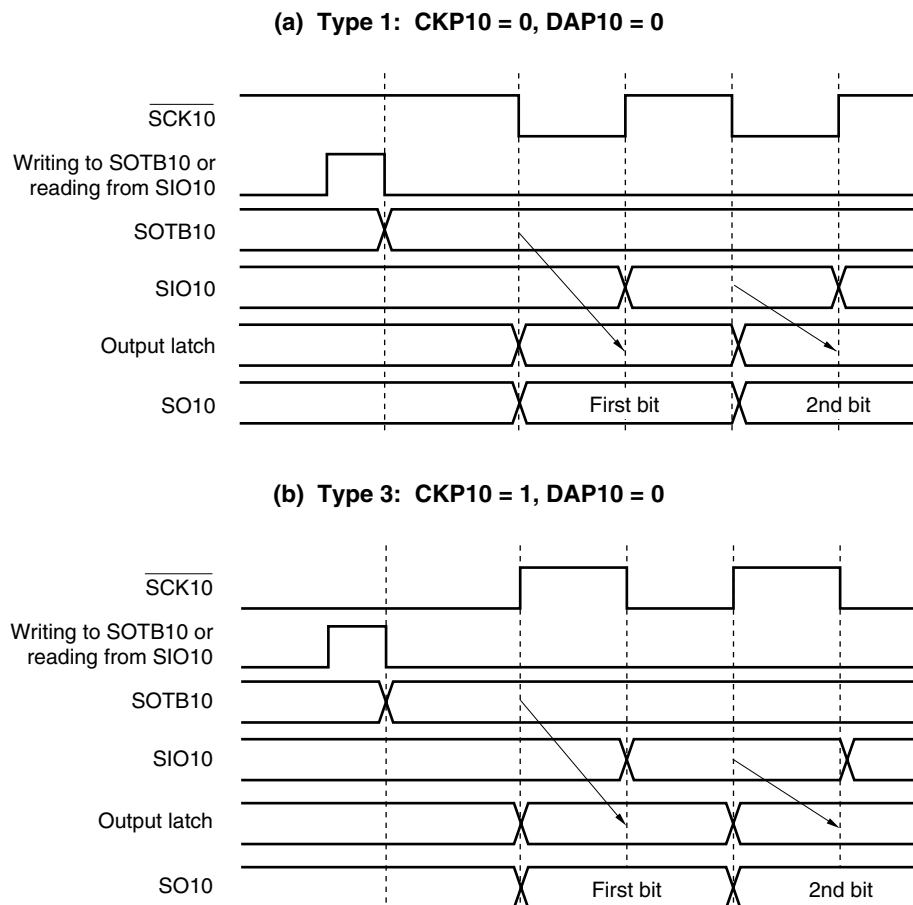 (a) Type 1: CKP10 = 0, DAP10 = 0
SCK10
Writing to SOTB10 or
reading from SIO10
SOTB10
SIO10
Output latch
SO10
First bit
2nd bit
(b) Type 3: CKP10 = 1, DAP10 = 0
SCK10
Writing to SOTB10 or
reading from SIO10
SOTB10
SIO10
Output latch
SO10
First bit
2nd bit